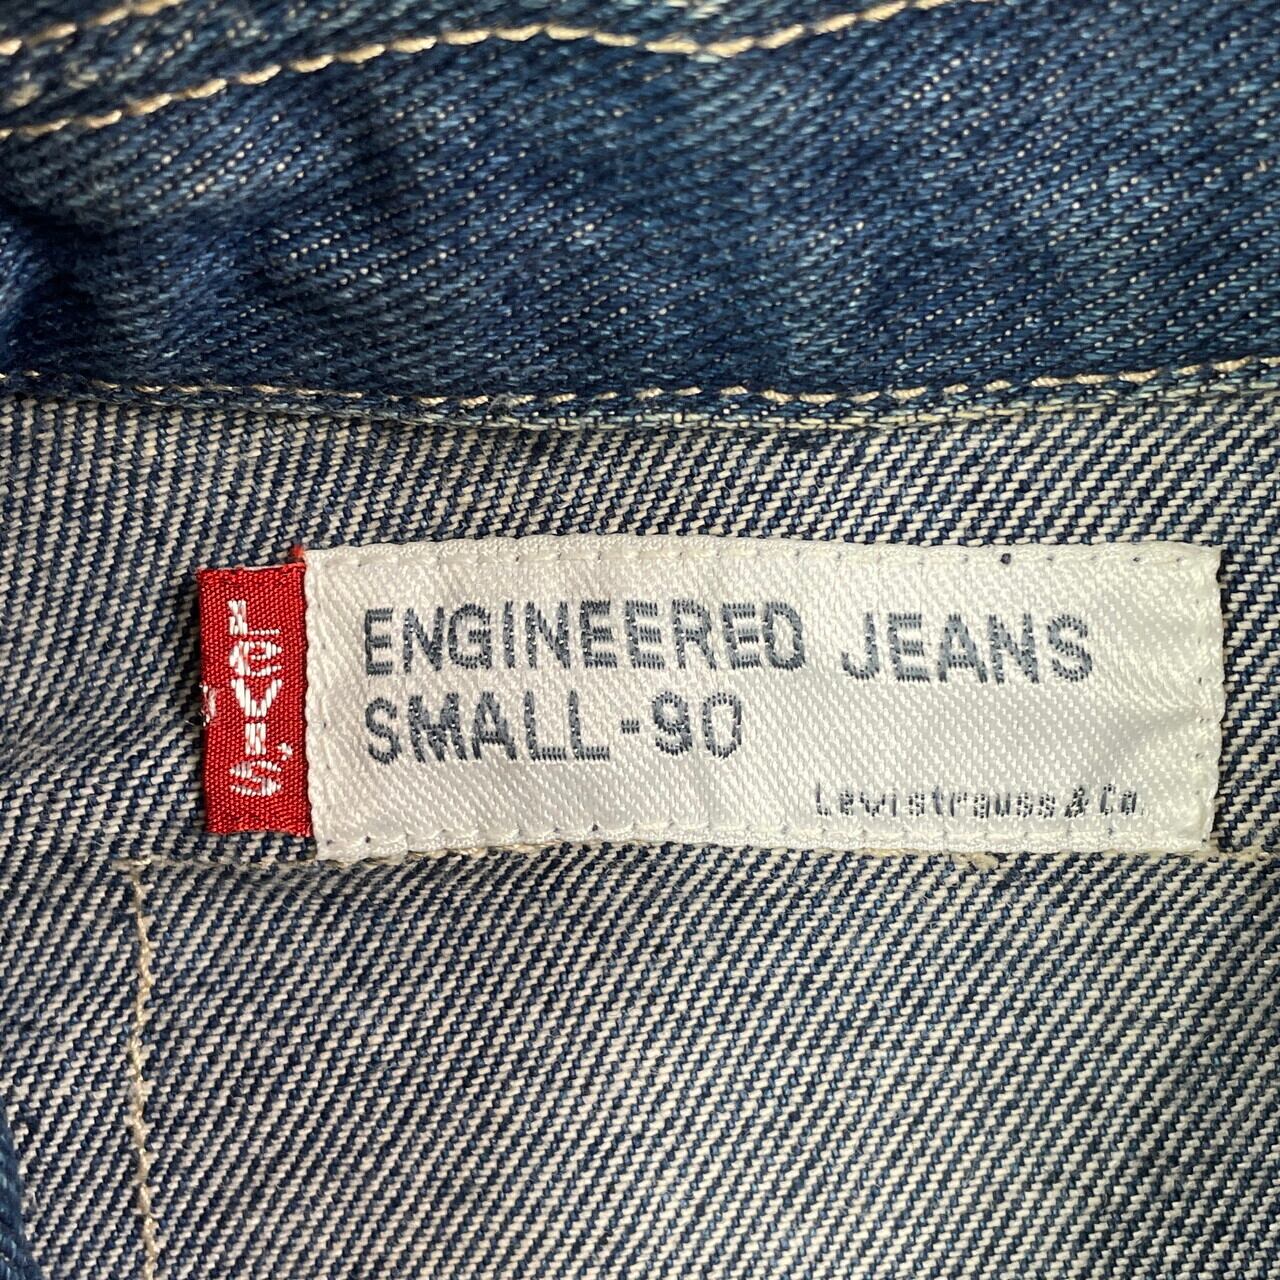 LEVI'S
ENGINEERED JEANS
SMALL-90
Levistrauss & Co.